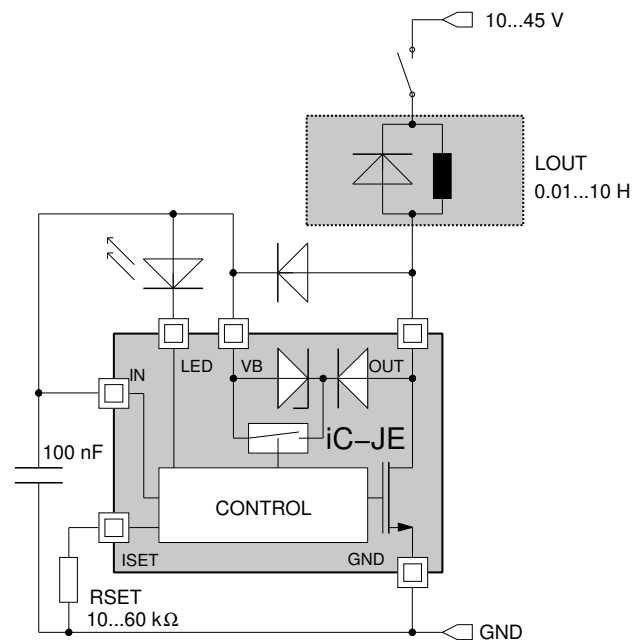 10...45 V
LOUT
0.01...10 H
LED
VB
OUT
IN
iC–JE
100 nF
CONTROL
ISET
GND
RSET
10...60 kΩ
GND